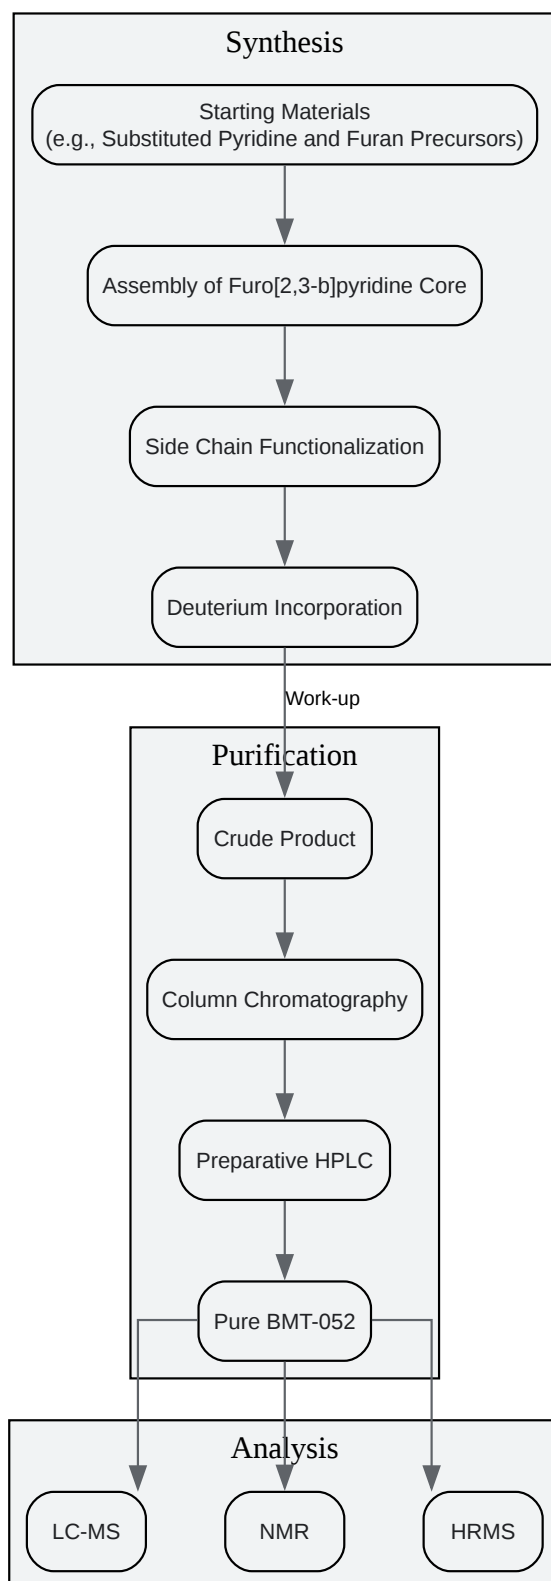 Synthesis
Starting Materials
(e.g., Substituted Pyridine and Furan Precursors)
Assembly of Furo[2,3-b]pyridine Core
Side Chain Functionalization
Deuterium Incorporation
Work-up
Purification
Crude Product
Column Chromatography
Preparative HPLC
Pure BMT-052
Analysis
LC-MS
NMR
HRMS